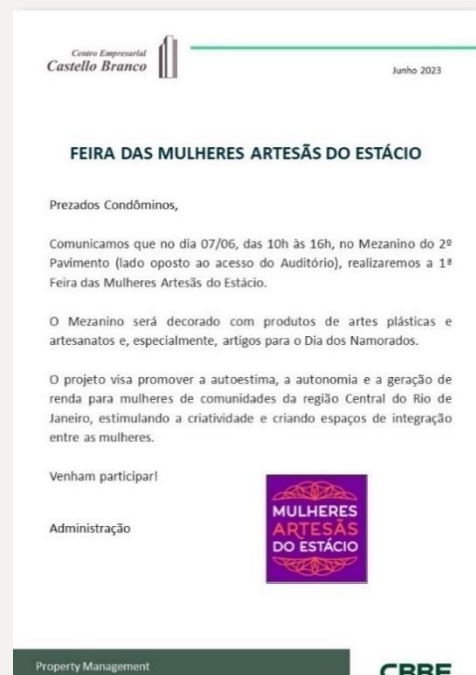 Centro Empresarial
Castello Branco
Junho 2023
FEIRA DAS MULHERES ARTESÃS DO ESTÁCIO
Prezados Condôminos,
Comunicamos que no dia 07/06, das 10h às 16h, no Mezanino do 2º
Pavimento (lado oposto ao acesso do Auditório), realizaremos a 1ª
Feira das Mulheres Artesãs do Estácio.
O Mezanino será decorado com produtos de artes plásticas e
artesanatos e, especialmente, artigos para o Dia dos Namorados.
O projeto visa promover a autoestima, a autonomia e a geração de
renda para mulheres de comunidades da região Central do Rio de
Janeiro, estimulando a criatividade e criando espaços de integração
entre as mulheres.
Venham participar!
Administração
MULHERES
ARTESÃS
DO ESTÁCIO
Property Management
CBRE